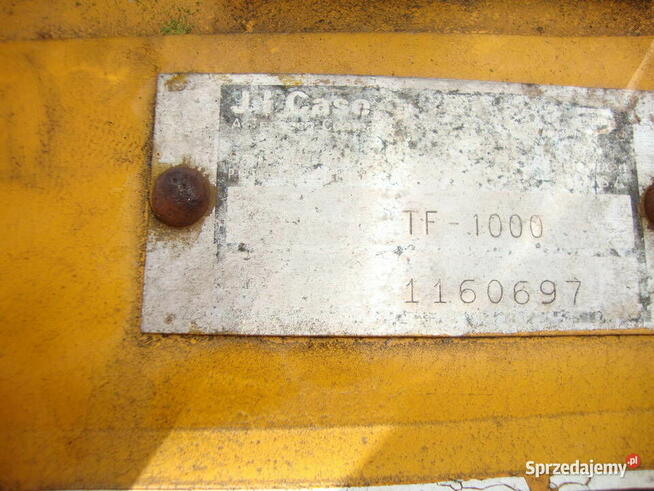 J I Case
TF-1000
1160697
Sprzedajemy.pl